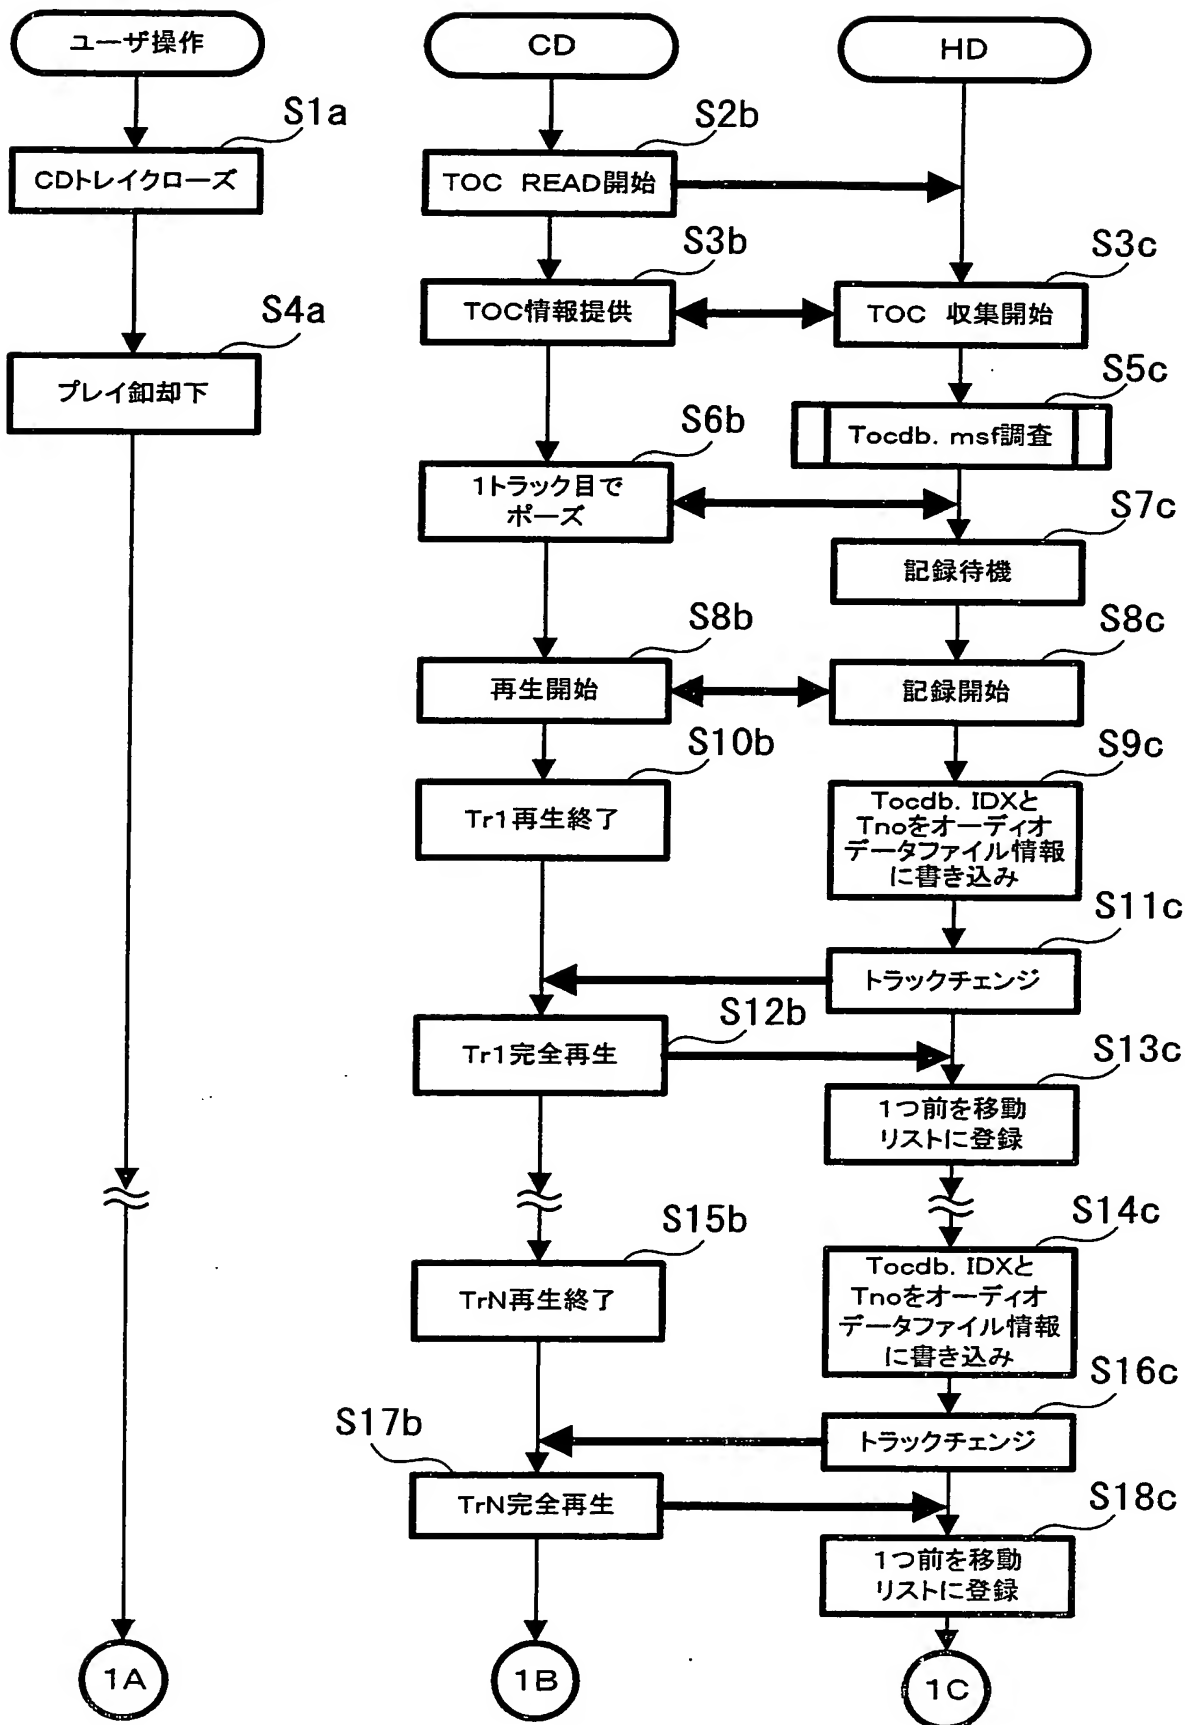 ユーザ操作
CD
HD
S1a
CDトレイクローズ
S2b
TOC READ開始
S3b
TOC情報提供
S3c
TOC 収集開始
S4a
プレイ釦却下
S5c
Tocdb. msf調査
S6b
1トラック目で
ポーズ
S7c
記録待機
S8b
再生開始
S8c
記録開始
S10b
Tr1再生終了
S9c
Tocdb. IDXと
Tnoをオーディオ
データファイル情報
に書き込み
S11c
トラックチェンジ
S12b
Tr1完全再生
S13c
1つ前を移動
リストに登録
S15b
TrN再生終了
S14c
Tocdb. IDXと
Tnoをオーディオ
データファイル情報
に書き込み
S16c
トラックチェンジ
S17b
TrN完全再生
S18c
1つ前を移動
リストに登録
1A
1B
1C